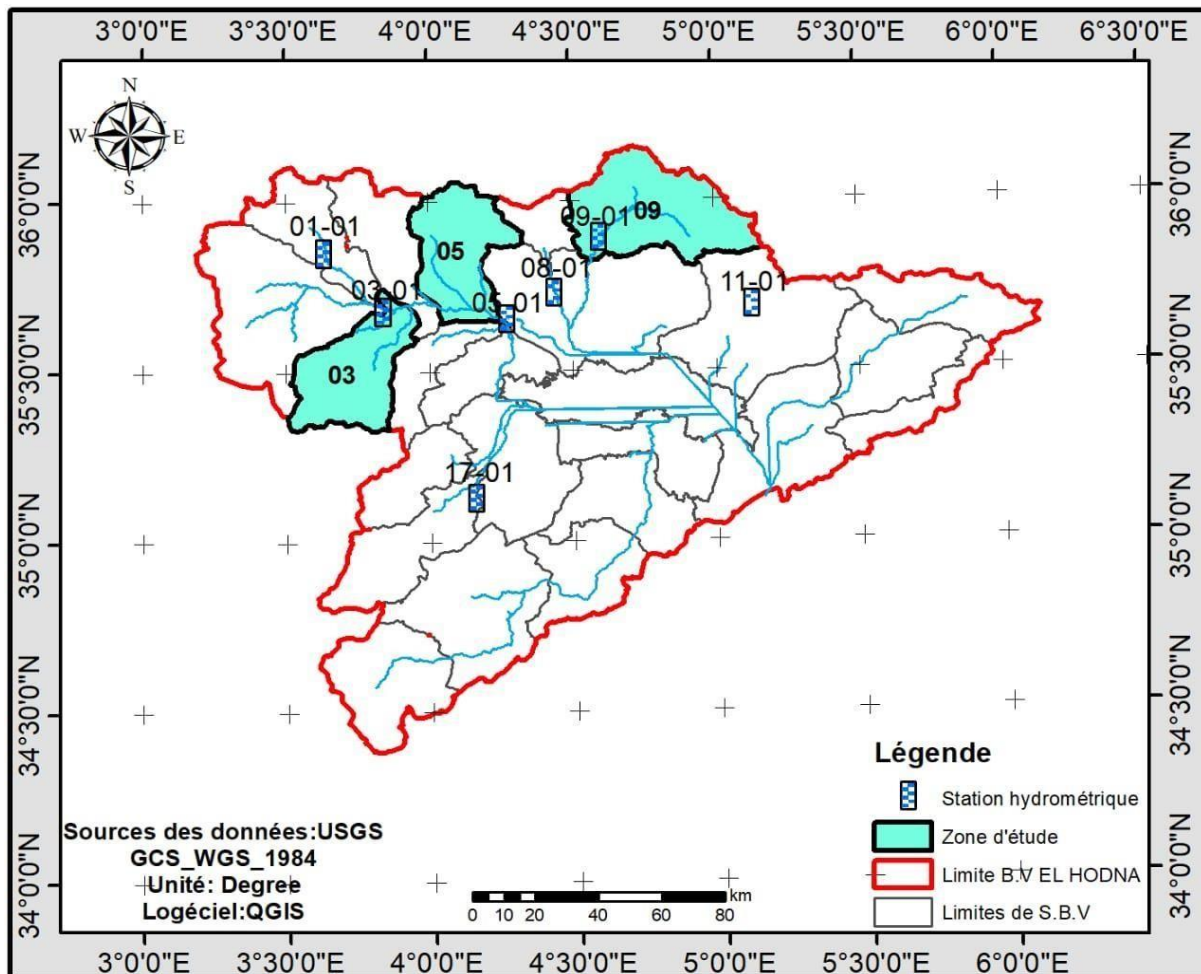 3°0'0"E 3°30'0"E 4°0'0"E 4°30'0"E 5°0'0"E 5°30'0"E 6°0'0"E 6°30'0"E
N
W E
S
36°0'0"N
35°30'0"N
35°0'0"N
34°30'0"N
34°0'0"N
36°0'0"N
35°30'0"N
35°0'0"N
34°30'0"N
34°0'0"N
01-01
05
09-01
09
08-01
03-01
05-01
11-01
03
17-01
Légende
Station hydrométrique
Zone d'étude
Limite B.V EL HODNA
Limites de S.B.V
Sources des données:USGS
GCS_WGS_1984
Unité: Degree
Logéciel:QGIS
km
0 10 20 40 60 80
3°0'0"E 3°30'0"E 4°0'0"E 4°30'0"E 5°0'0"E 5°30'0"E 6°0'0"E